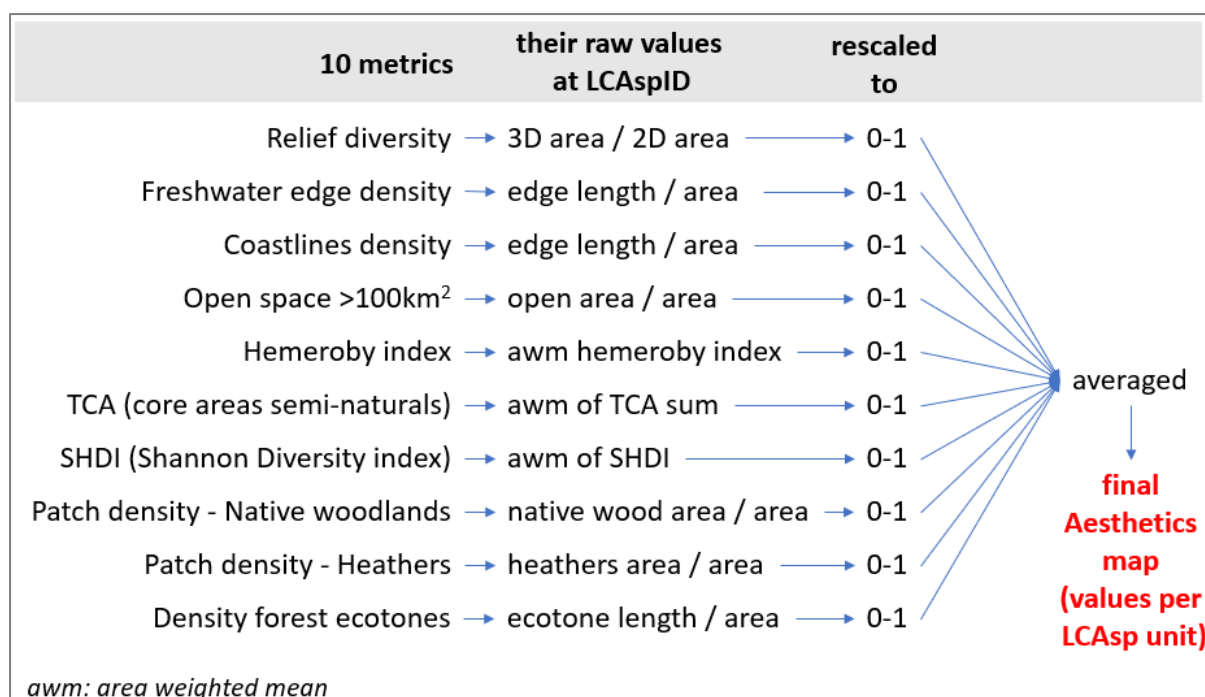 10 metrics their raw values at LCAspID rescaled to
Relief diversity 3D area / 2D area 0-1
Freshwater edge density edge length / area 0-1
Coastlines density edge length / area 0-1
Open space >100km² open area / area 0-1
Hemeroby index awm hemeroby index 0-1
TCA (core areas semi-naturals) awm of TCA sum 0-1
SHDI (Shannon Diversity index) awm of SHDI 0-1
Patch density - Native woodlands native wood area / area 0-1
Patch density - Heathers heathers area / area 0-1
Density forest ecotones ecotone length / area 0-1
averaged
final
Aesthetics
map
(values per
LCAsp unit)
awm: area weighted mean